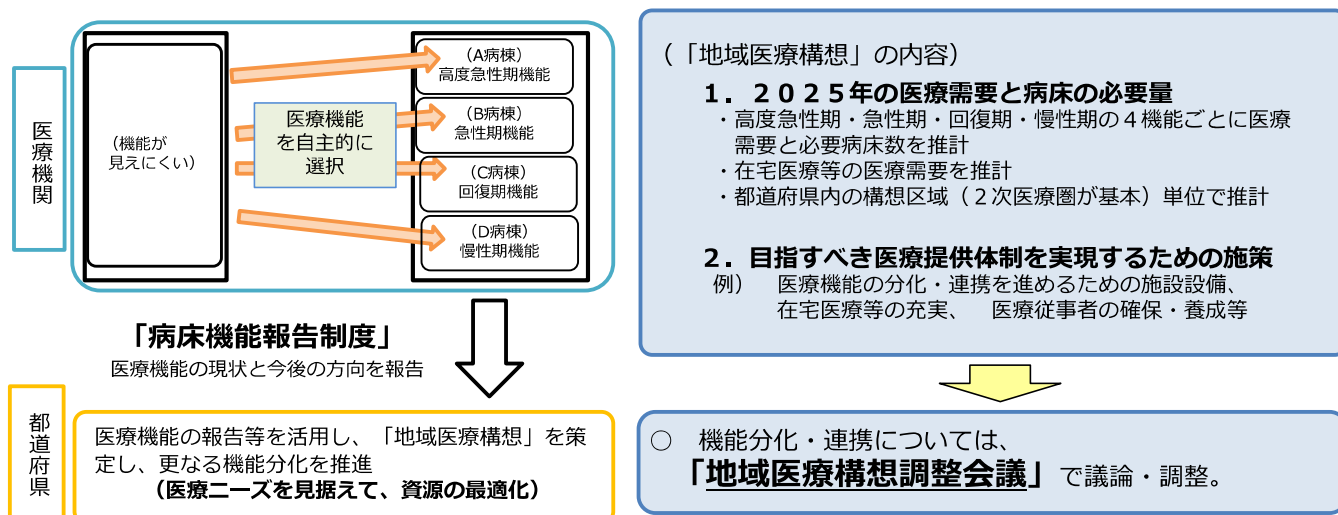 医療機関
(機能が
見えにくい)
医療機能
を自主的に
選択
(A病棟)
高度急性期機能
(B病棟)
急性期機能
(C病棟)
回復期機能
(D病棟)
慢性期機能
「病床機能報告制度」
医療機能の現状と今後の方向を報告
都道府県
医療機能の報告等を活用し、「地域医療構想」を策
定し、更なる機能分化を推進
(医療ニーズを見据えて、資源の最適化)
(「地域医療構想」の内容)
1.2025年の医療需要と病床の必要量
・高度急性期・急性期・回復期・慢性期の4機能ごとに医療
需要と必要病床数を推計
・在宅医療等の医療需要を推計
・都道府県内の構想区域(2次医療圏が基本)単位で推計
2.目指すべき医療提供体制を実現するための施策
例) 医療機能の分化・連携を進めるための施設設備、
在宅医療等の充実、 医療従事者の確保・養成等
○ 機能分化・連携については、
「地域医療構想調整会議」で議論・調整。